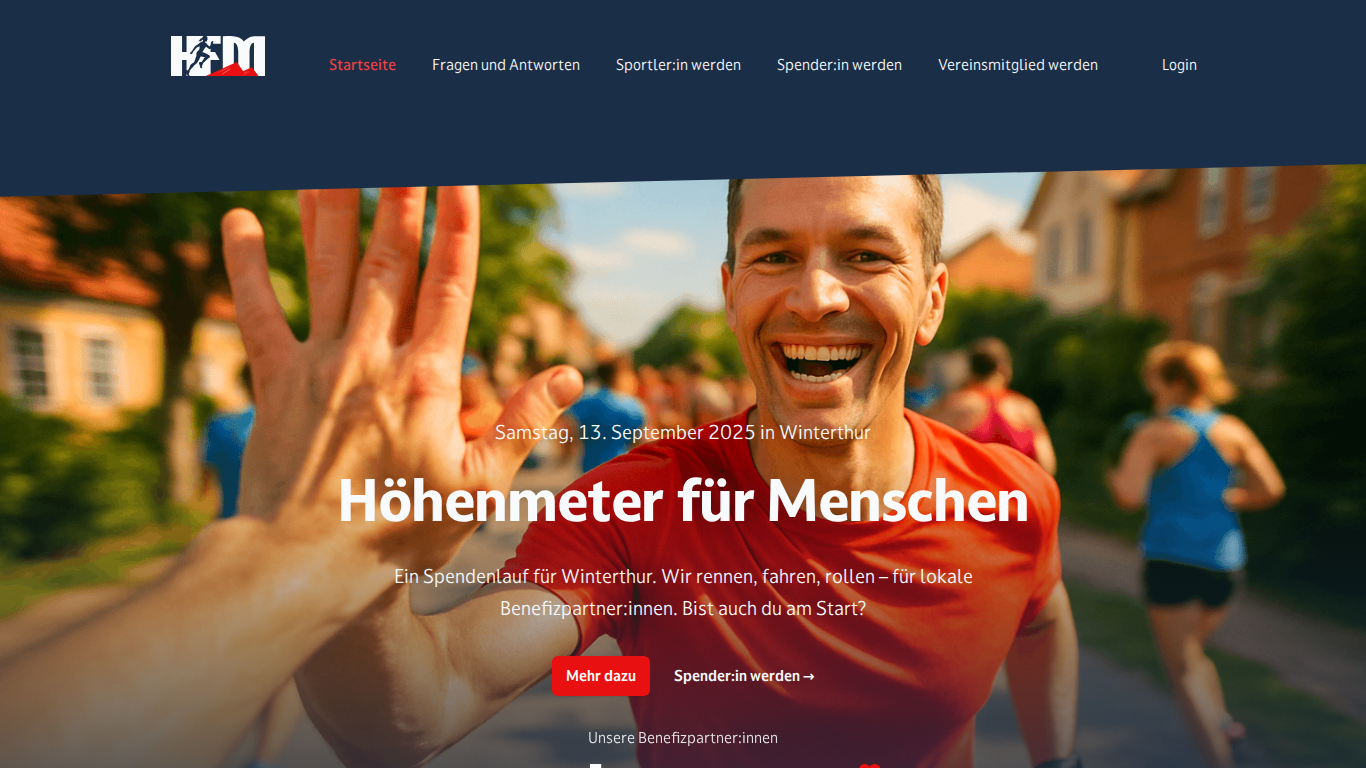 HFM
Startseite
Fragen und Antworten
Sportler:in werden
Spender:in werden
Vereinsmitglied werden
Login
Samstag, 13. September 2025 in Winterthur
Höhenmeter für Menschen
Ein Spendenlauf für Winterthur. Wir rennen, fahren, rollen – für lokale
Benefizpartner:innen. Bist auch du am Start?
Mehr dazu
Spender:in werden →
Unsere Benefizpartner:innen